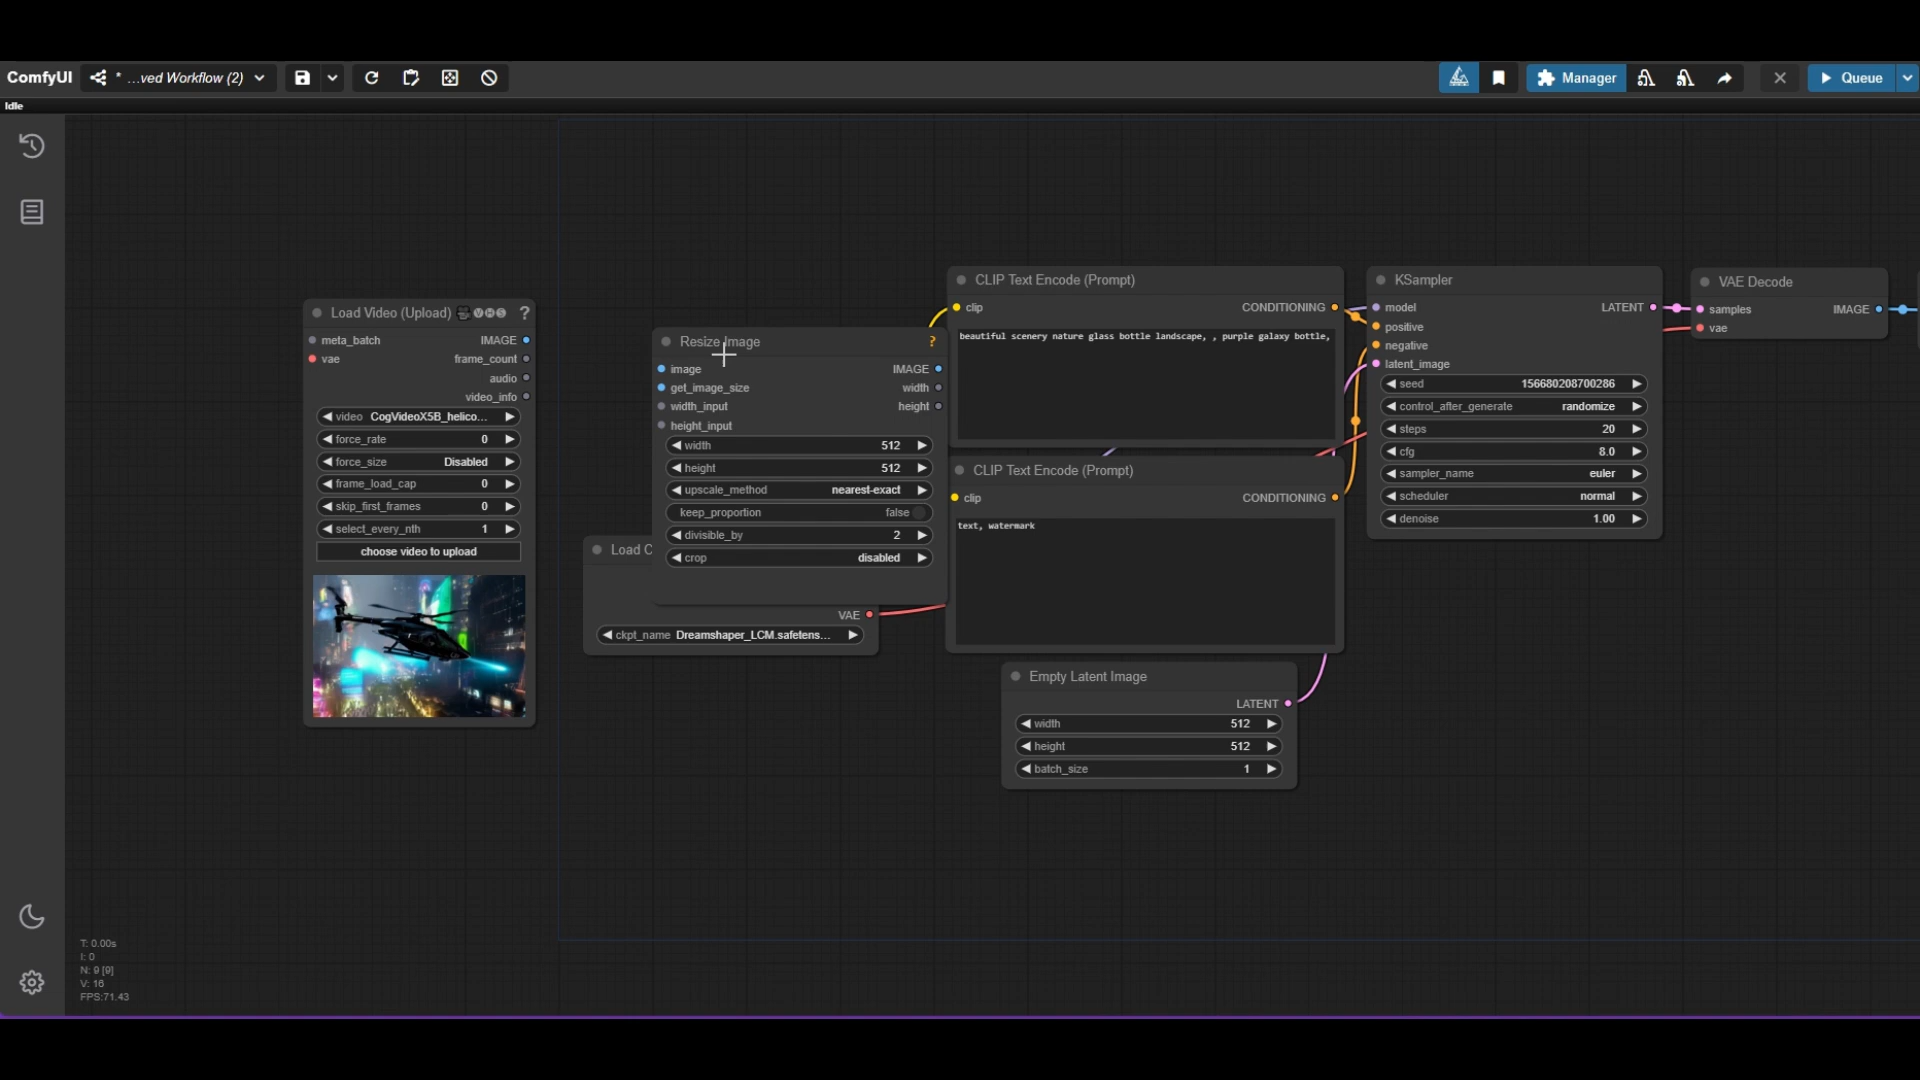 ComfyUI
* ...ved Workflow (2)
Manager
Queue
Idle
Load Video (Upload)
VHS
?
meta_batch
IMAGE
vae
frame_count
audio
video_info
video CogVideoX5B_helico...
force_rate 0
force_size Disabled
frame_load_cap 0
skip_first_frames 0
select_every_nth 1
choose video to upload
Load C
VAE
ckpt_name Dreamshaper_LCM.safetens...
Resize Image
?
image
IMAGE
get_image_size
width
width_input
height
height_input
width 512
height 512
upscale_method nearest-exact
keep_proportion false
divisible_by 2
crop disabled
CLIP Text Encode (Prompt)
clip
CONDITIONING
beautiful scenery nature glass bottle landscape, , purple galaxy bottle,
CLIP Text Encode (Prompt)
clip
CONDITIONING
text, watermark
Empty Latent Image
LATENT
width 512
height 512
batch_size 1
KSampler
model
LATENT
positive
negative
latent_image
seed 156680208700286
control_after_generate randomize
steps 20
cfg 8.0
sampler_name euler
scheduler normal
denoise 1.00
VAE Decode
samples
IMAGE
vae
T: 0.00s
I: 0
N: 9 [9]
V: 16
FPS:71.43